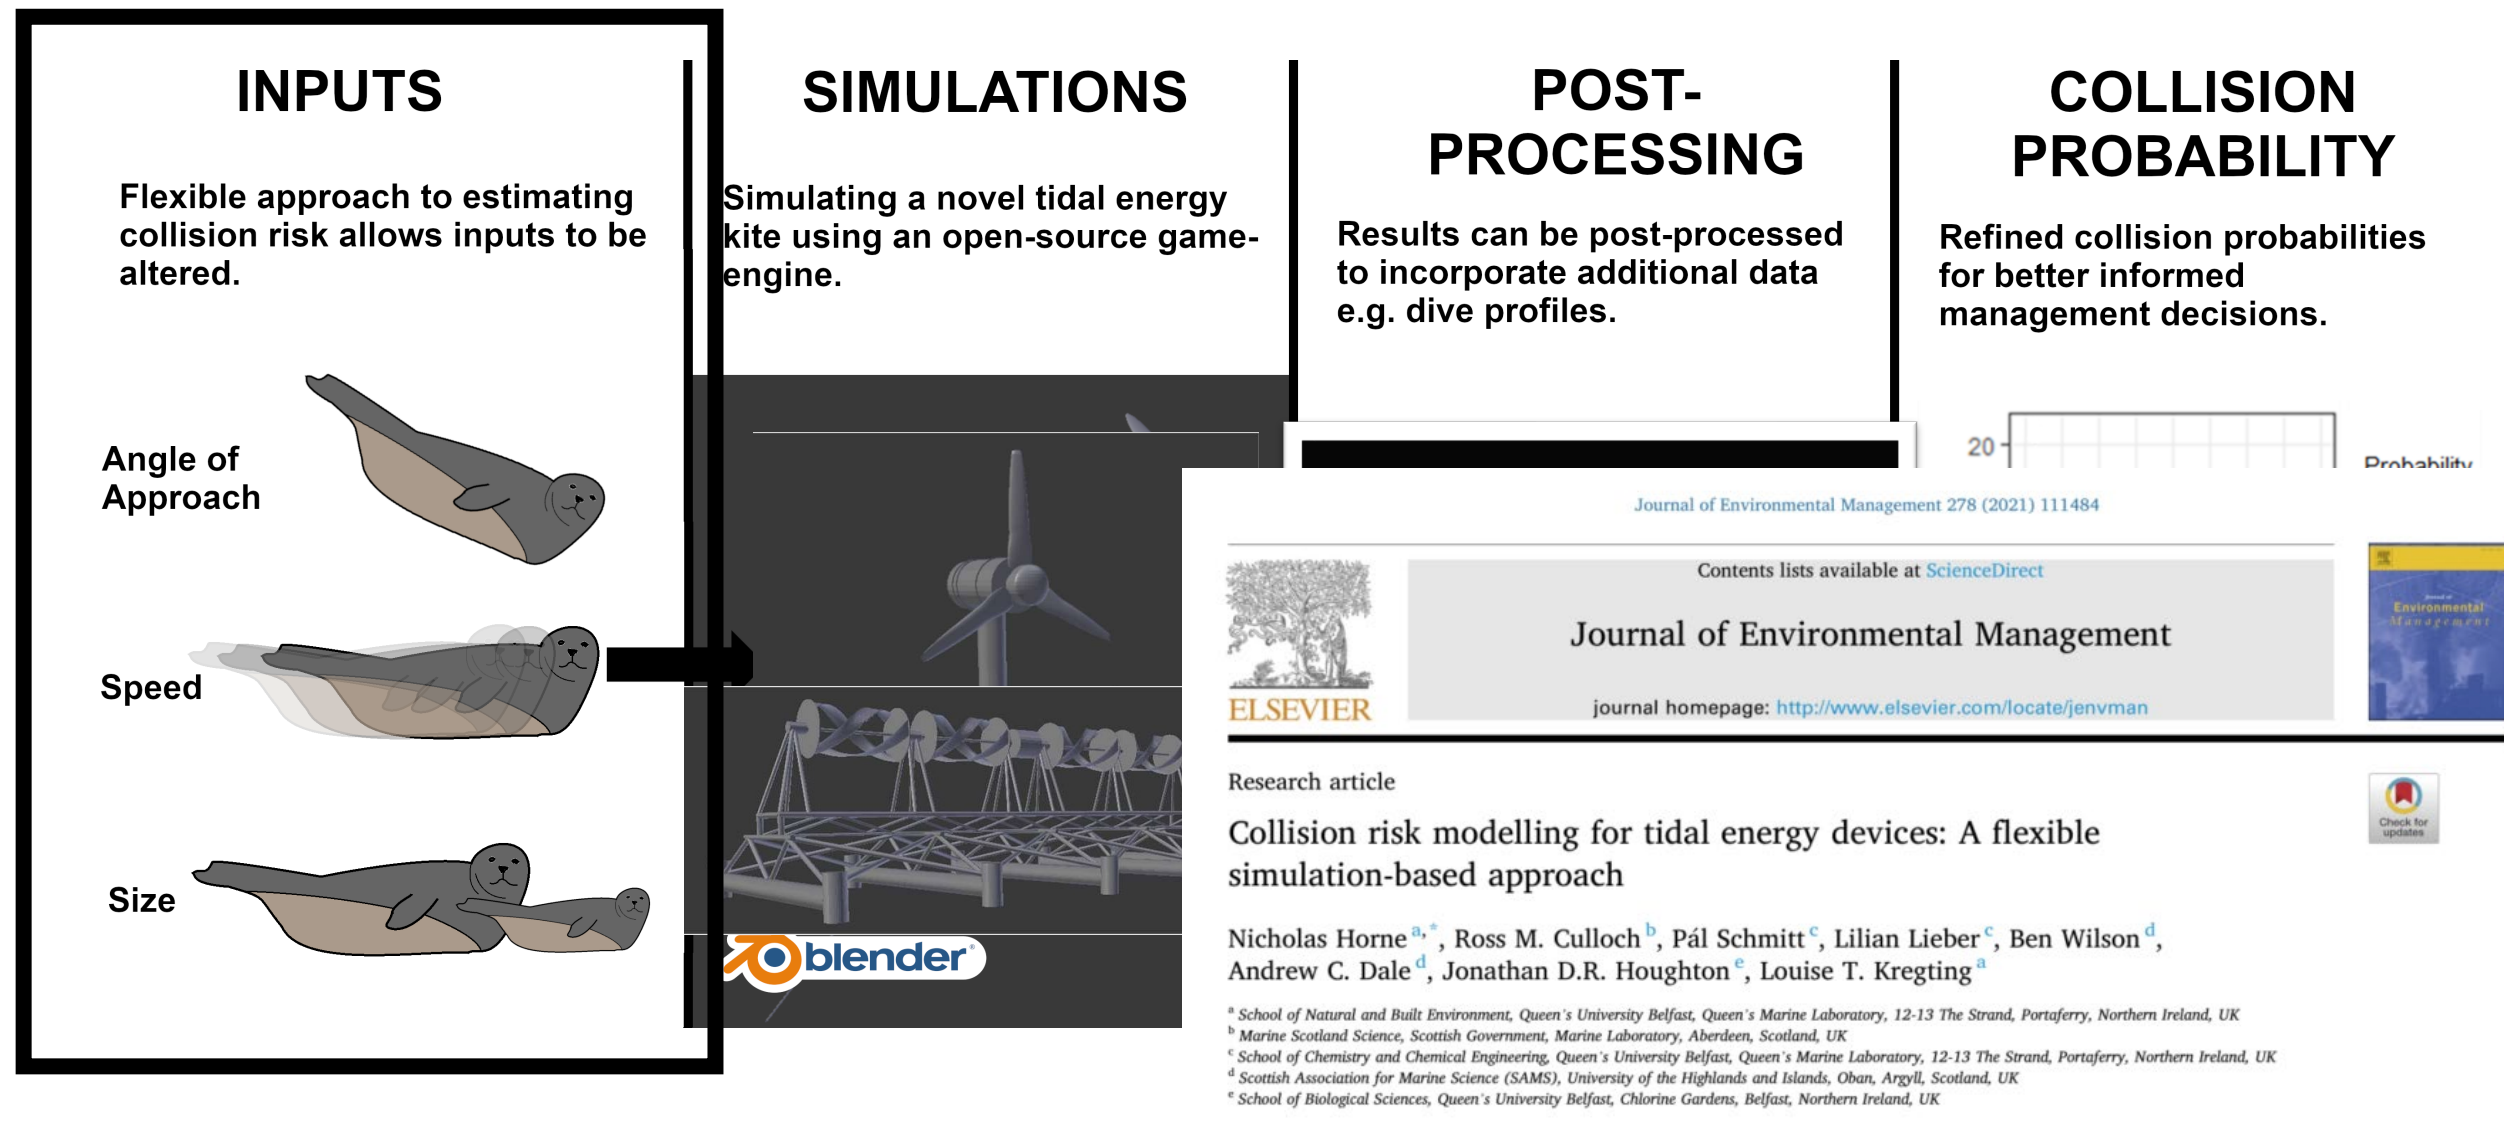 INPUTS
Flexible approach to estimating
collision risk allows inputs to be
altered.
Angle of
Approach
Speed
Size
SIMULATIONS
Simulating a novel tidal energy
kite using an open-source game-
engine.
blender
POST-
PROCESSING
Results can be post-processed
to incorporate additional data
e.g. dive profiles.
COLLISION
PROBABILITY
Refined collision probabilities
for better informed
management decisions.
20
Probability
Journal of Environmental Management 278 (2021) 111484
Contents lists available at ScienceDirect
Journal of Environmental Management
journal homepage: http://www.elsevier.com/locate/jenvman
ELSEVIER
Environmental
Management
Research article
Check for
updates
Collision risk modelling for tidal energy devices: A flexible
simulation-based approach
Nicholas Horne a,*, Ross M. Culloch b, Pál Schmitt c, Lilian Lieber c, Ben Wilson d,
Andrew C. Dale d, Jonathan D.R. Houghton e, Louise T. Kregting a
a School of Natural and Built Environment, Queen's University Belfast, Queen's Marine Laboratory, 12-13 The Strand, Portaferry, Northern Ireland, UK
b Marine Scotland Science, Scottish Government, Marine Laboratory, Aberdeen, Scotland, UK
c School of Chemistry and Chemical Engineering, Queen's University Belfast, Queen's Marine Laboratory, 12-13 The Strand, Portaferry, Northern Ireland, UK
d Scottish Association for Marine Science (SAMS), University of the Highlands and Islands, Oban, Argyll, Scotland, UK
e School of Biological Sciences, Queen's University Belfast, Chlorine Gardens, Belfast, Northern Ireland, UK